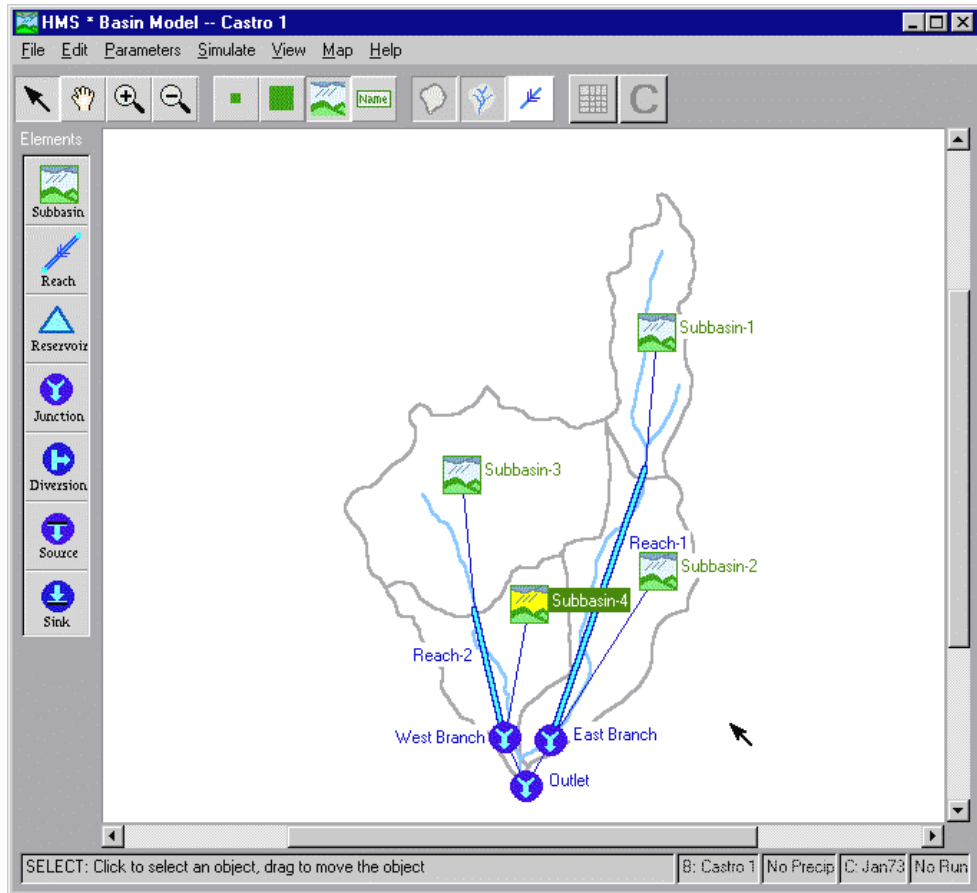 HMS * Basin Model -- Castro 1
File Edit Parameters Simulate View Map Help
Name
C
Elements
Subbasin
Reach
Reservoir
Junction
Diversion
Source
Sink
Subbasin-1
Subbasin-3
Reach-1
Subbasin-2
Subbasin-4
Reach-2
West Branch
East Branch
Outlet
SELECT: Click to select an object, drag to move the object B: Castro 1 No Precip C: Jan73 No Run